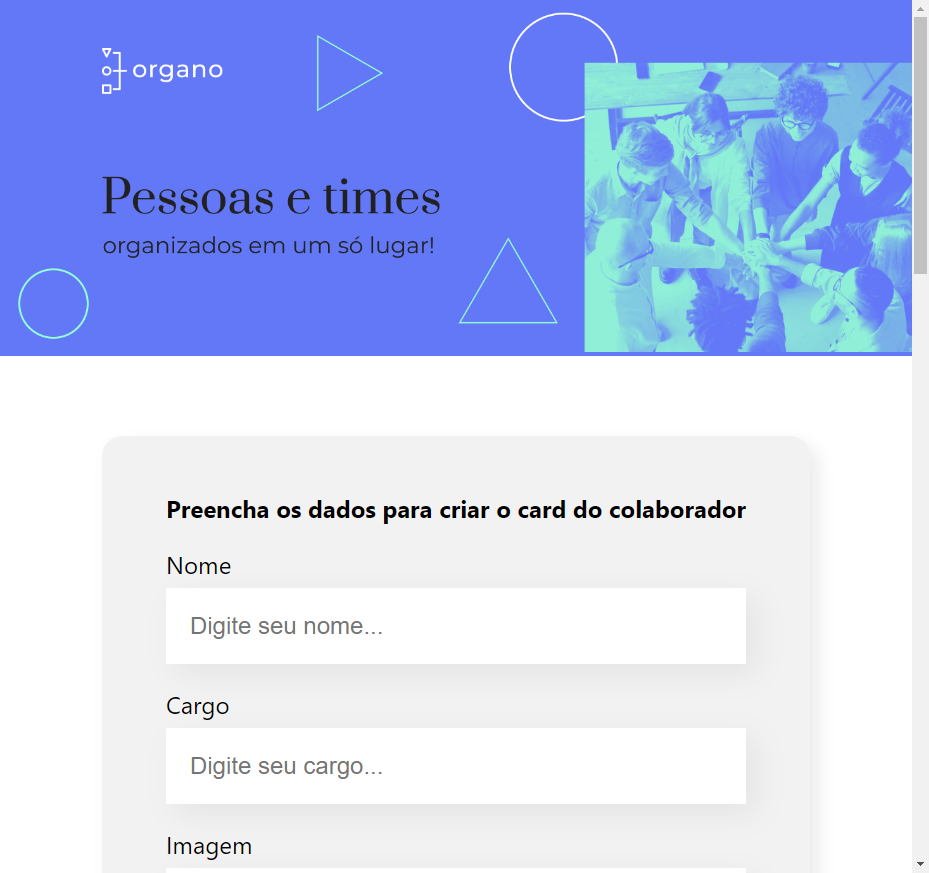 organo
Pessoas e times
organizados em um só lugar!
Preencha os dados para criar o card do colaborador
Nome
Digite seu nome...
Cargo
Digite seu cargo...
Imagem